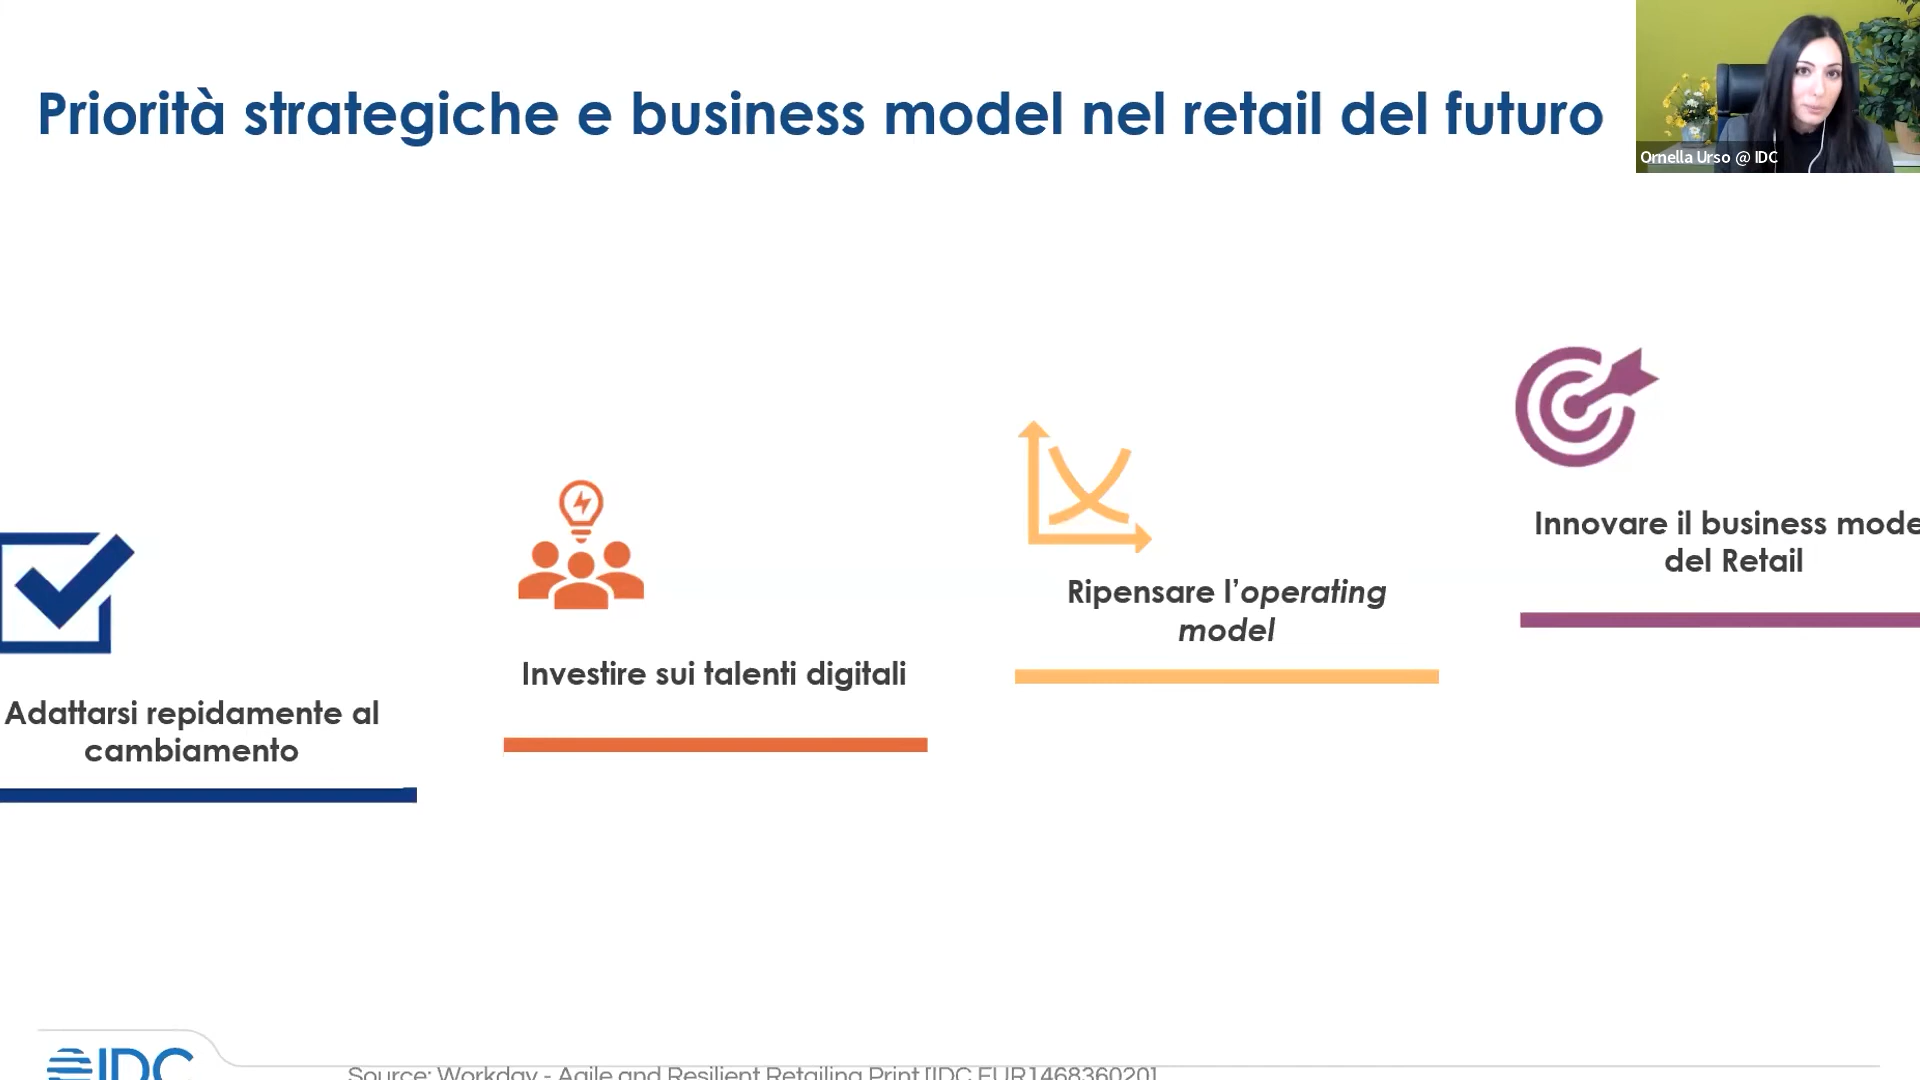 Priorità strategiche e business model nel retail del futuro
Ornella Urso @ IDC
Innovare il business mode
del Retail
Ripensare l’operating
model
Investire sui talenti digitali
Adattarsi repidamente al
cambiamento
IDC
Source: Workday - Agile and Resilient Retailing Print [IDC EUR146836020]